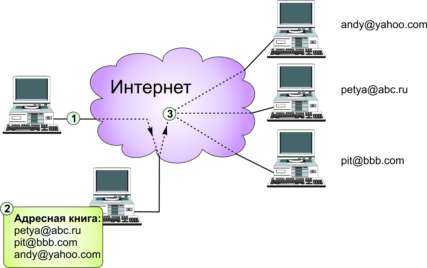 andy@yahoo.com
Интернет
petya@abc.ru
1
3
pit@bbb.com
2
Адресная книга:
petya@abc.ru
pit@bbb.com
andy@yahoo.com